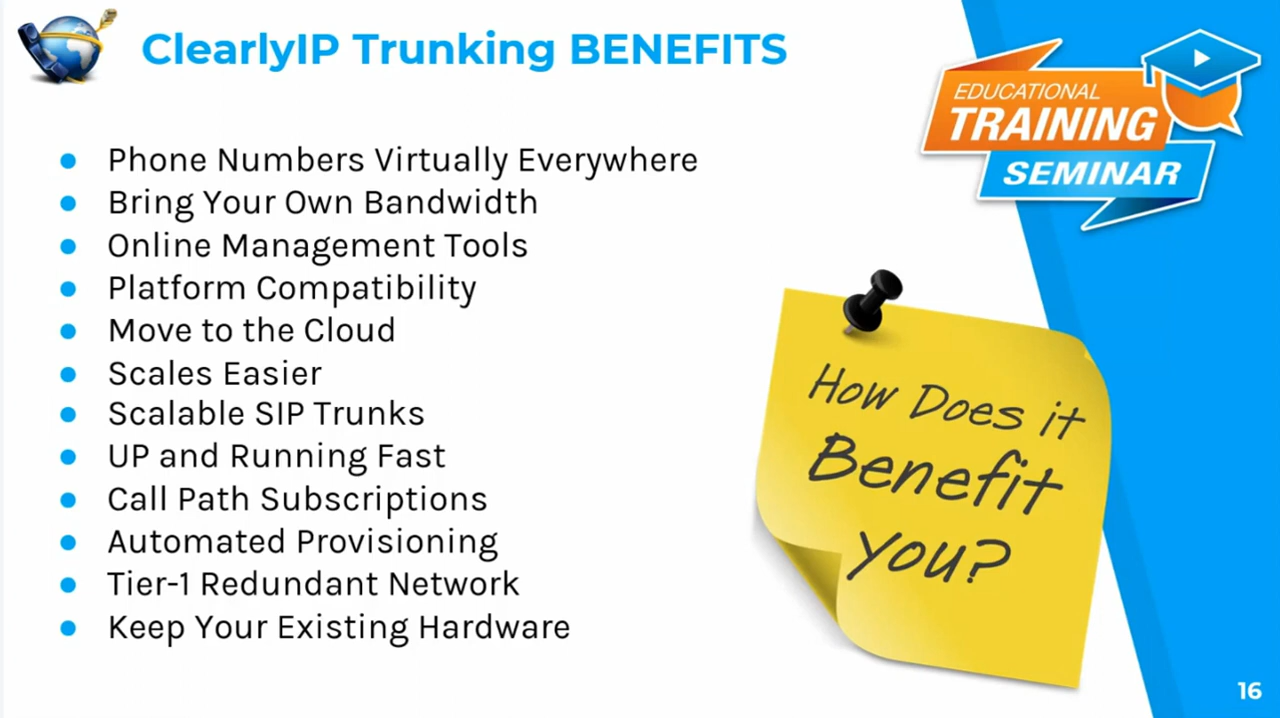 ClearlyIP Trunking BENEFITS
EDUCATIONAL
TRAINING
SEMINAR
Phone Numbers Virtually Everywhere
Bring Your Own Bandwidth
Online Management Tools
Platform Compatibility
Move to the Cloud
Scales Easier
Scalable SIP Trunks
UP and Running Fast
Call Path Subscriptions
Automated Provisioning
Tier-1 Redundant Network
Keep Your Existing Hardware
How Does it
Benefit
you?
16